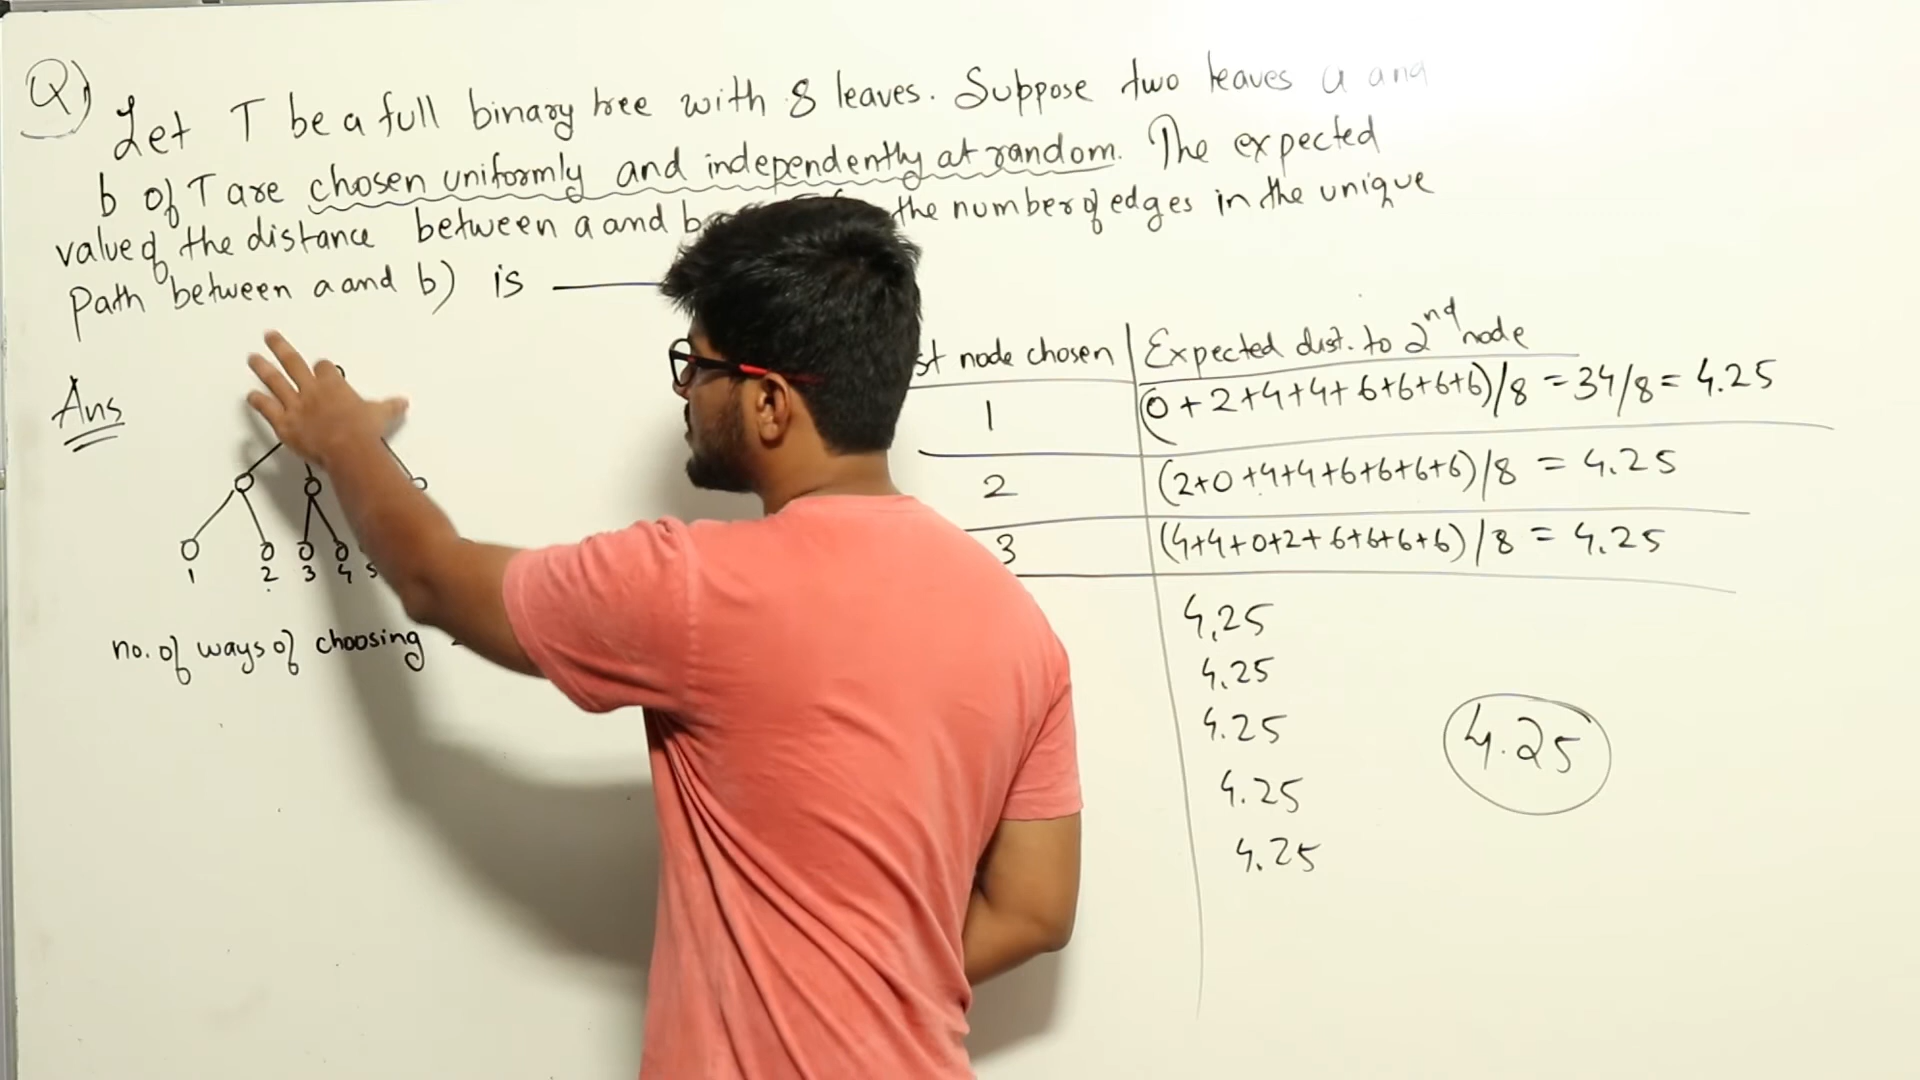 Q)
Let T be a full binary tree with 8 leaves. Suppose two leaves a and
b of T are chosen uniformly and independently at random. The expected
value of the distance between a and b the number of edges in the unique
Path between a and b) is
Ans
1 2 3 4 5
no. of ways of choosing
st node chosen | Expected dist. to 2nd node
1 (0+2+4+4+6+6+6+6)/8 = 34/8 = 4.25
2 (2+0+4+4+6+6+6+6)/8 = 4.25
3 (4+4+0+2+6+6+6+6)/8 = 4.25
4.25
4.25
4.25
4.25
4.25
4.25